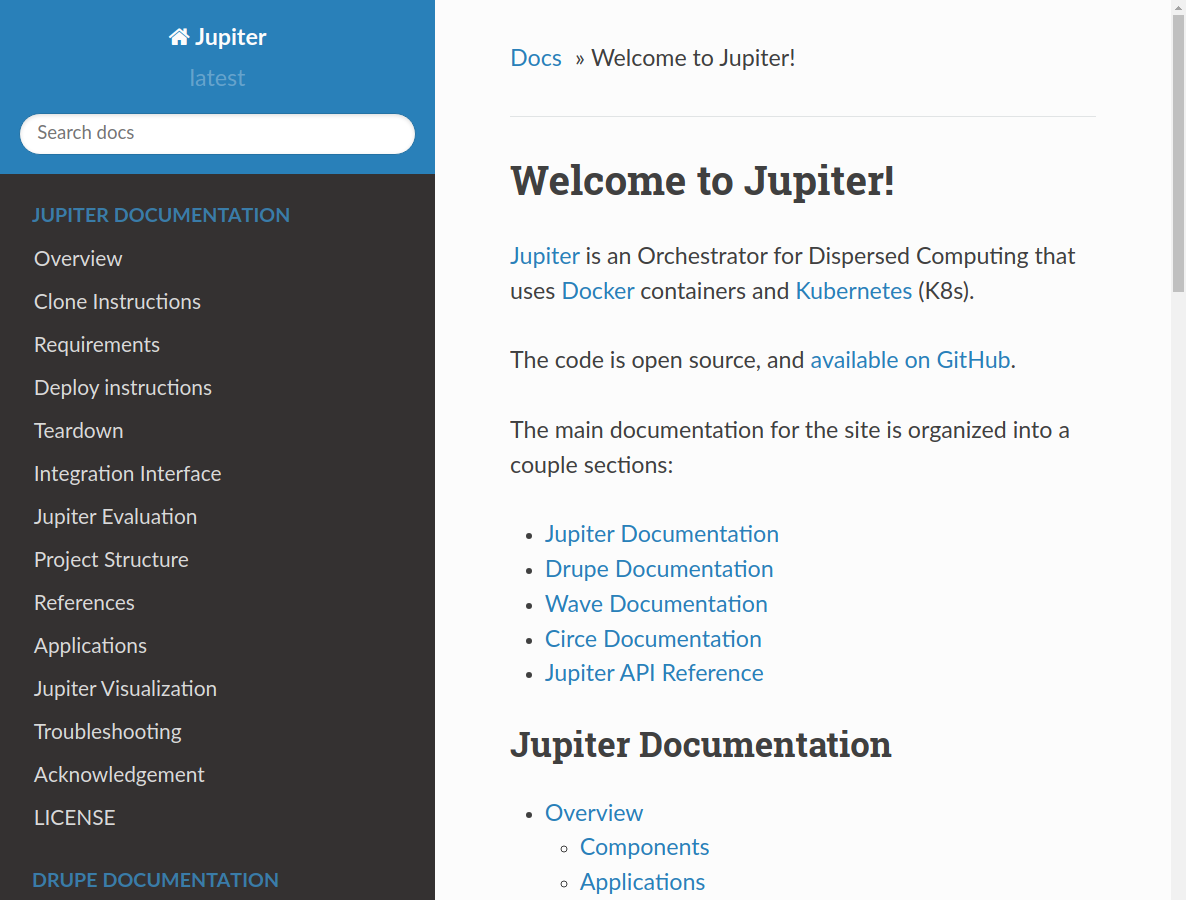 Jupiter
latest
Search docs
JUPITER DOCUMENTATION
Overview
Clone Instructions
Requirements
Deploy instructions
Teardown
Integration Interface
Jupiter Evaluation
Project Structure
References
Applications
Jupiter Visualization
Troubleshooting
Acknowledgement
LICENSE
DRUPE DOCUMENTATION
Docs » Welcome to Jupiter!
Welcome to Jupiter!
Jupiter is an Orchestrator for Dispersed Computing that
uses Docker containers and Kubernetes (K8s).
The code is open source, and available on GitHub.
The main documentation for the site is organized into a
couple sections:
• Jupiter Documentation
• Drupe Documentation
• Wave Documentation
• Circe Documentation
• Jupiter API Reference
Jupiter Documentation
• Overview
◦ Components
◦ Applications